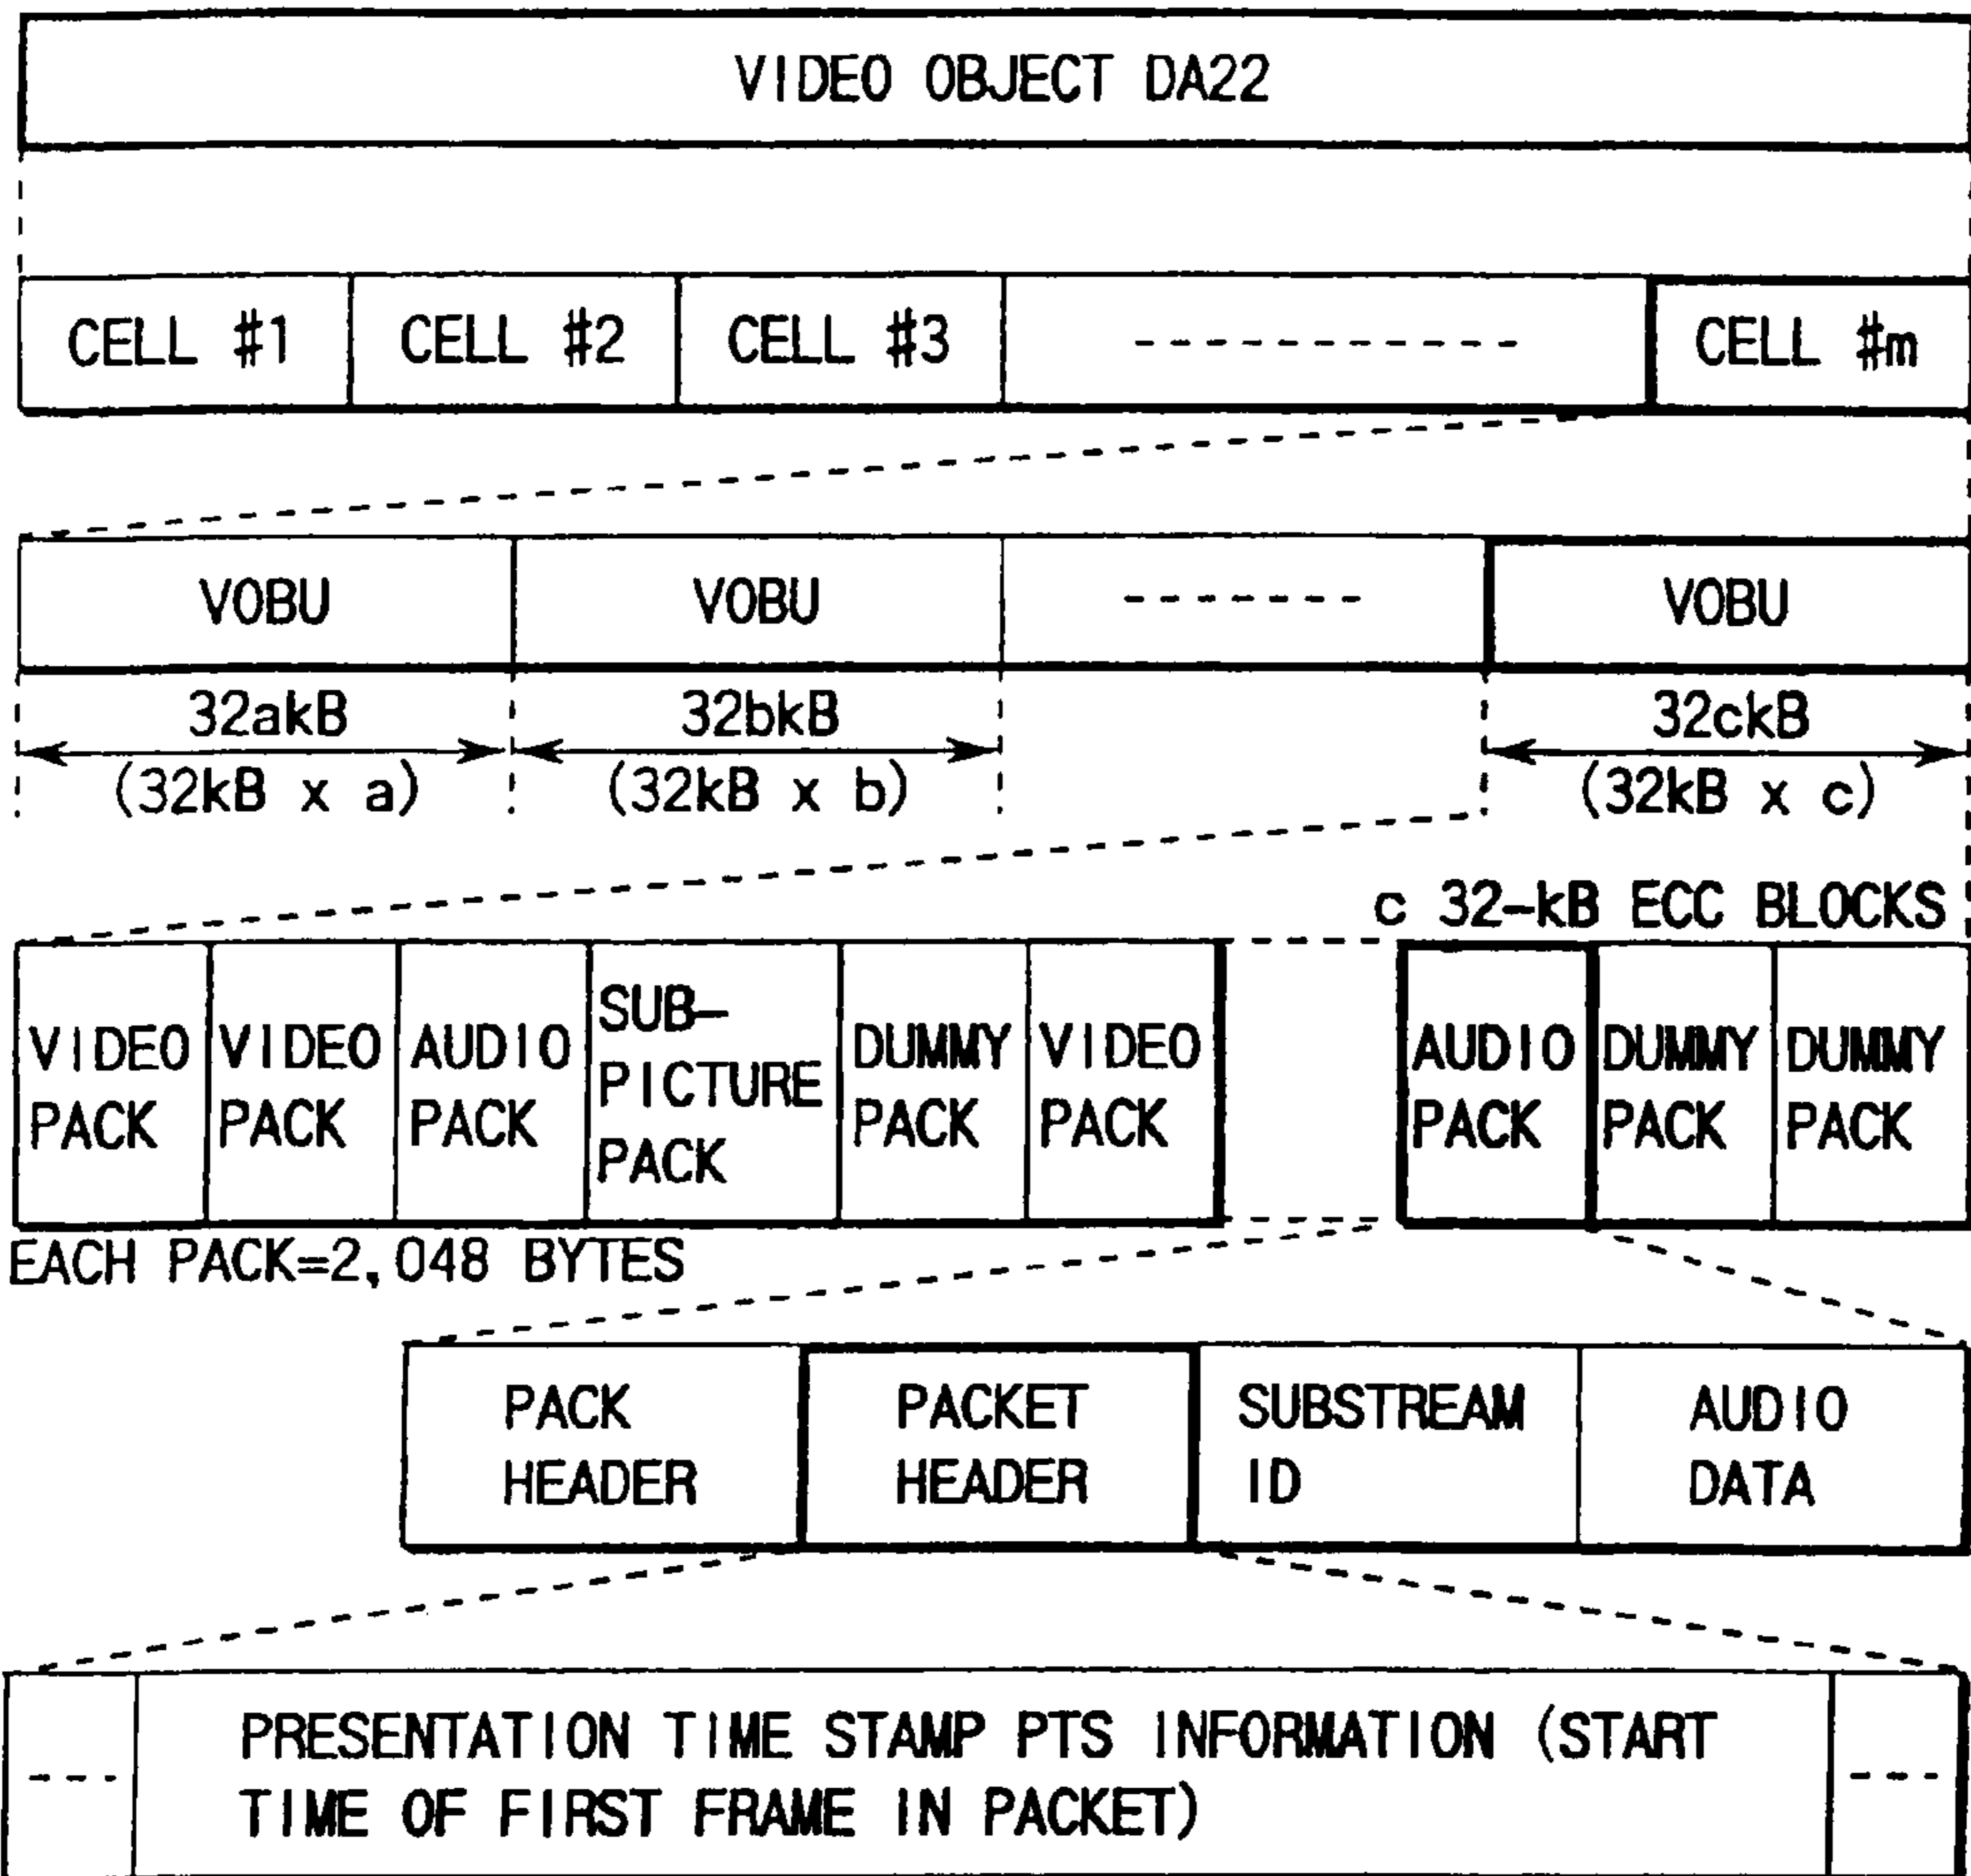 VIDEO OBJECT DA22
CELL #1 CELL #2 CELL #3 ------------ CELL #m
VOBU VOBU ------- VOBU
32akB 32bkB 32ckB
(32kB x a) (32kB x b) (32kB x c)
c 32-kB ECC BLOCKS
VIDEO PACK
VIDEO PACK
AUDIO PACK
SUB-
PICTURE
PACK
DUMMY PACK
VIDEO PACK
AUDIO PACK
DUMMY PACK
DUMMY PACK
EACH PACK=2,048 BYTES
PACK
HEADER
PACKET
HEADER
SUBSTREAM
ID
AUDIO
DATA
--- PRESENTATION TIME STAMP PTS INFORMATION (START ---
TIME OF FIRST FRAME IN PACKET)